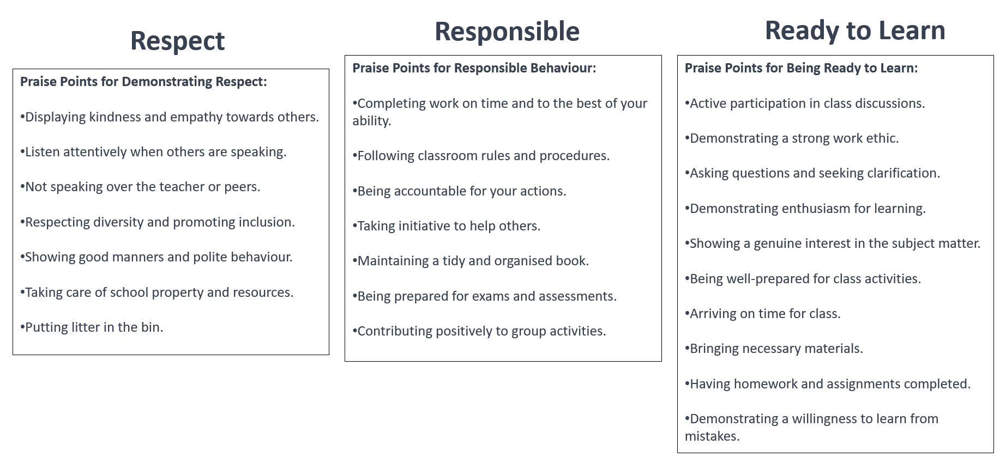 Respect
Praise Points for Demonstrating Respect:
•Displaying kindness and empathy towards others.
•Listen attentively when others are speaking.
•Not speaking over the teacher or peers.
•Respecting diversity and promoting inclusion.
•Showing good manners and polite behaviour.
•Taking care of school property and resources.
•Putting litter in the bin.
Responsible
Praise Points for Responsible Behaviour:
•Completing work on time and to the best of your
ability.
•Following classroom rules and procedures.
•Being accountable for your actions.
•Taking initiative to help others.
•Maintaining a tidy and organised book.
•Being prepared for exams and assessments.
•Contributing positively to group activities.
Ready to Learn
Praise Points for Being Ready to Learn:
•Active participation in class discussions.
•Demonstrating a strong work ethic.
•Asking questions and seeking clarification.
•Demonstrating enthusiasm for learning.
•Showing a genuine interest in the subject matter.
•Being well-prepared for class activities.
•Arriving on time for class.
•Bringing necessary materials.
•Having homework and assignments completed.
•Demonstrating a willingness to learn from
mistakes.